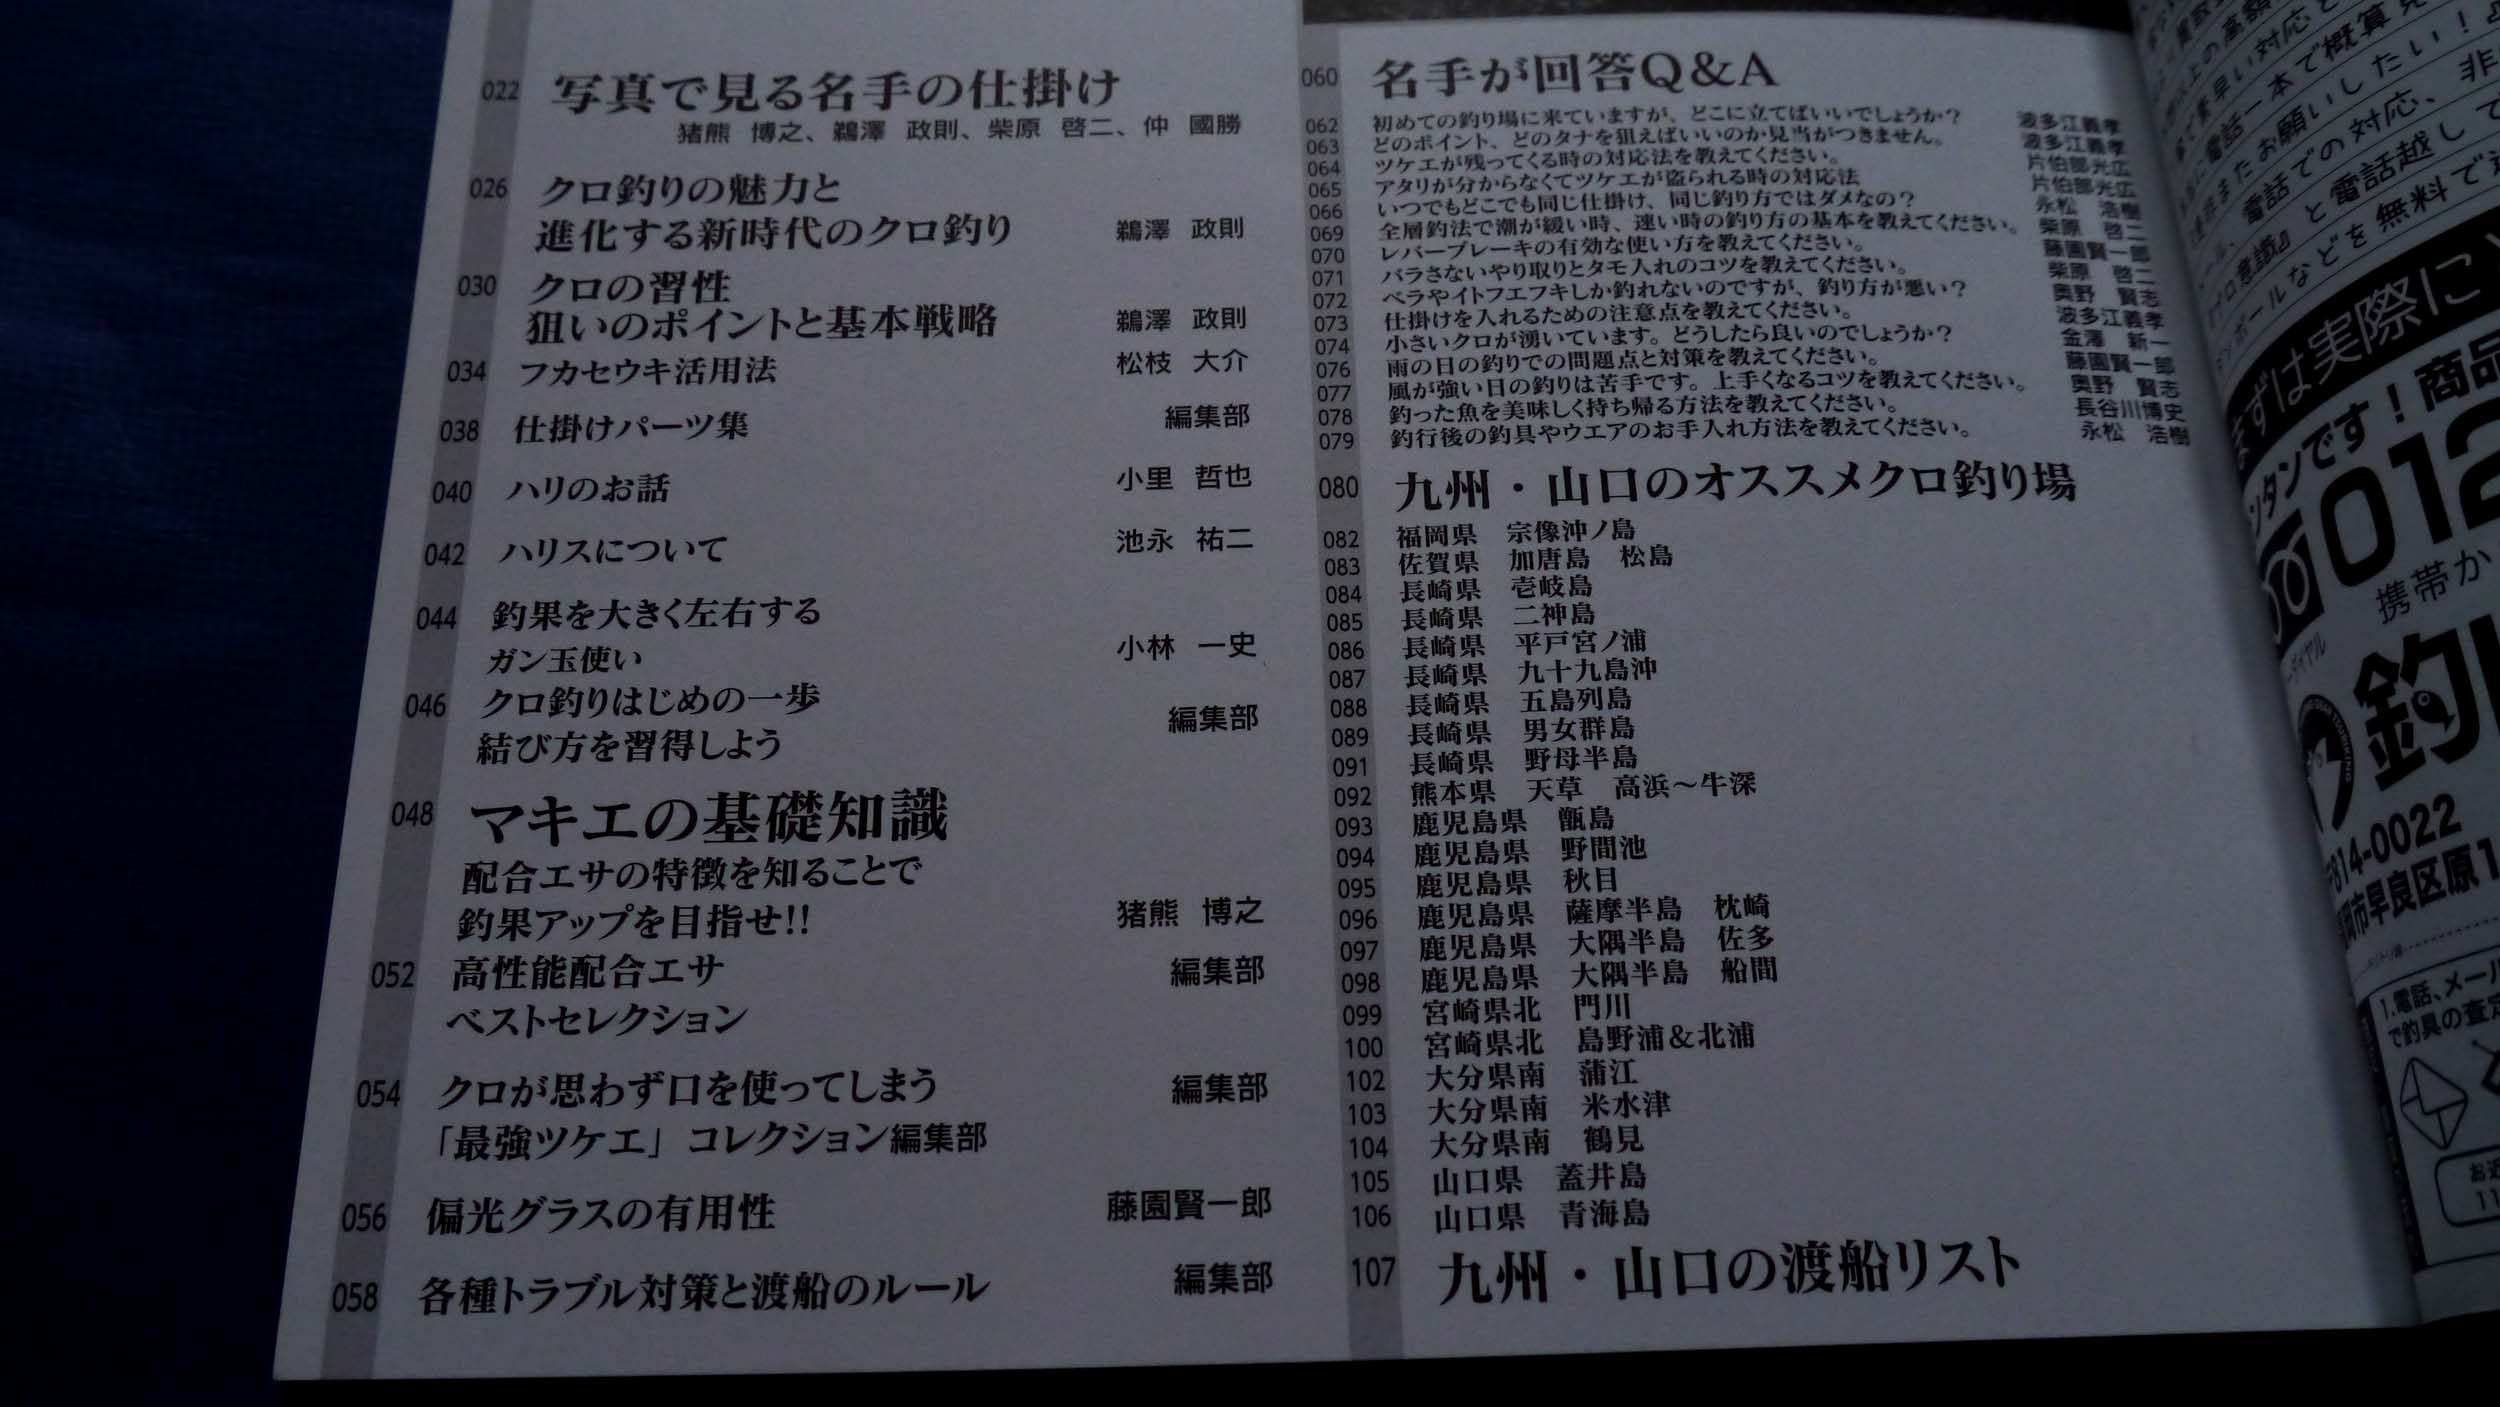 022 写真で見る名手の仕掛け
猪熊 博之、鵜澤 政則、柴原 啓二、仲 國勝
026 クロ釣りの魅力と
進化する新時代のクロ釣り 鵜澤 政則
030 クロの習性
狙いのポイントと基本戦略 鵜澤 政則
034 フカセウキ活用法 松枝 大介
038 仕掛けパーツ集 編集部
040 ハリのお話 小里 哲也
042 ハリスについて 池永 祐二
044 釣果を大きく左右する
ガン玉使い 小林 一史
046 クロ釣りはじめの一歩
結び方を習得しよう 編集部
048 マキエの基礎知識
配合エサの特徴を知ることで
釣果アップを目指せ!! 猪熊 博之
052 高性能配合エサ 編集部
ベストセレクション
054 クロが思わず口を使ってしまう 編集部
「最強ツケエ」コレクション編集部
056 偏光グラスの有用性 藤園賢一郎
058 各種トラブル対策と渡船のルール 編集部
060 名手が回答Q&A
062 初めての釣り場に来ていますが、どこに立てばいいでしょうか? 波多江義孝
063 どのポイント、どのタナを狙えばいいのか見当がつきません。 波多江義孝
064 ツケエが残ってくる時の対応法を教えてください。 片伯部光広
065 アタリが分からなくてツケエが盗られる時の対応法 片伯部光広
066 いつでもどこでも同じ仕掛け、同じ釣り方ではダメなの? 永松 浩樹
069 全層釣法で潮が緩い時、速い時の釣り方の基本を教えてください。 柴原 啓二
070 レバーブレーキの有効な使い方を教えてください。 藤園賢一郎
071 バラさないやり取りとタモ入れのコツを教えてください。 柴原 啓二
072 ベラやイトフエフキしか釣れないのですが、釣り方が悪い? 奥野 賢志
073 仕掛けを入れるための注意点を教えてください。 波多江義孝
074 小さいクロが湧いています。どうしたら良いのでしょうか? 金澤 新一
076 雨の日の釣りでの問題点と対策を教えてください。 藤園賢一郎
077 風が強い日の釣りは苦手です。上手くなるコツを教えてください。 奥野 賢志
078 釣った魚を美味しく持ち帰る方法を教えてください。 長谷川博史
079 釣行後の釣具やウエアのお手入れ方法を教えてください。 永松 浩樹
080 九州・山口のオススメクロ釣り場
082 福岡県 宗像沖ノ島
083 佐賀県 加唐島 松島
084 長崎県 壱岐島
085 長崎県 二神島
086 長崎県 平戸宮ノ浦
087 長崎県 九十九島沖
088 長崎県 五島列島
089 長崎県 男女群島
091 長崎県 野母半島
092 熊本県 天草 高浜〜牛深
093 鹿児島県 甑島
094 鹿児島県 野間池
095 鹿児島県 秋目
096 鹿児島県 薩摩半島 枕崎
097 鹿児島県 大隅半島 佐多
098 鹿児島県 大隅半島 船間
099 宮崎県北 門川
100 宮崎県北 島野浦&北浦
102 大分県南 蒲江
103 大分県南 米水津
104 大分県南 鶴見
105 山口県 蓋井島
106 山口県 青海島
107 九州・山口の渡船リスト
まずは実際に
ンタンです!商品
012
携帯か
釣
814-0022
市早良区原1
1.電話、メール
で釣具の査定